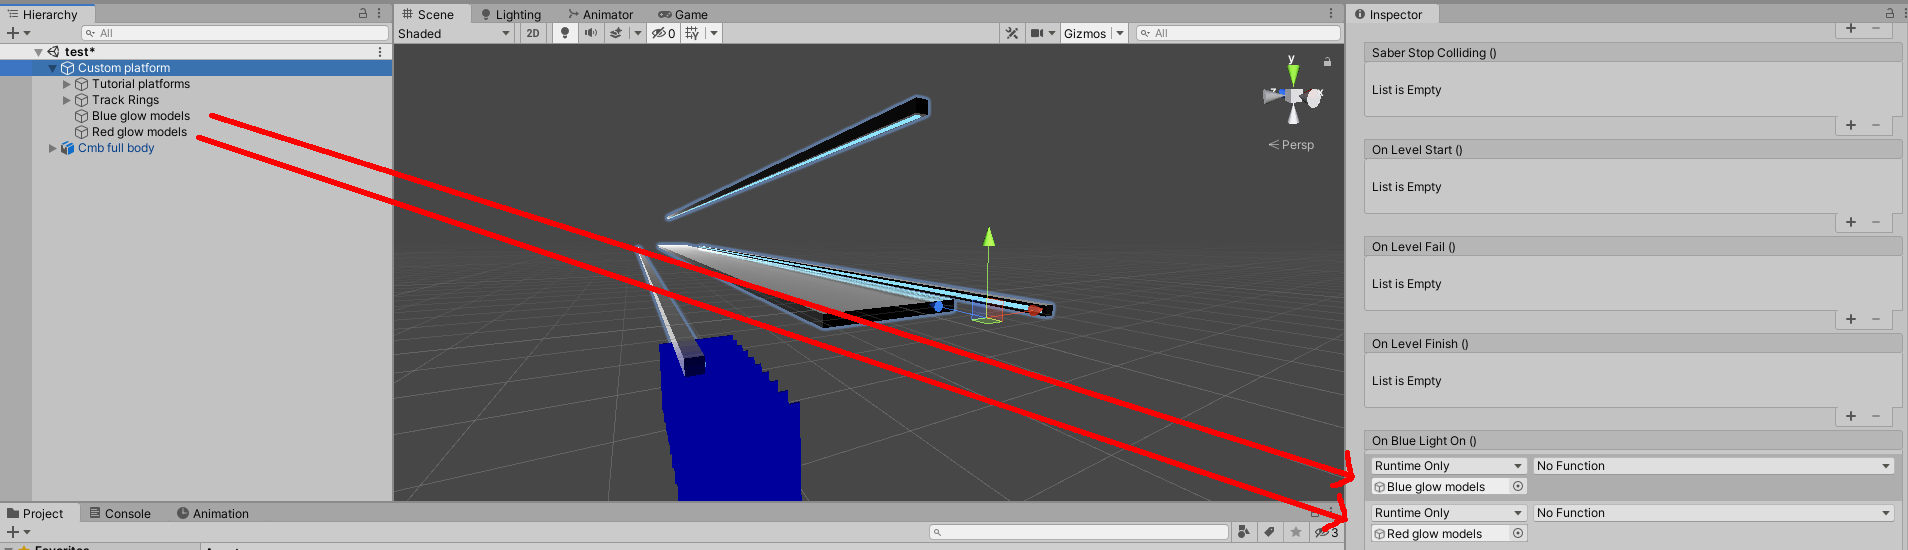 Hierarchy
All
test*
Custom platform
Tutorial platforms
Track Rings
Blue glow models
Red glow models
Cmb full body
Scene
Lighting
Animator
Game
Shaded
2D
0
Gizmos
All
y
z
x
Persp
Project
Console
Animation
3
Favorites
Inspector
Saber Stop Colliding ()
List is Empty
On Level Start ()
List is Empty
On Level Fail ()
List is Empty
On Level Finish ()
List is Empty
On Blue Light On ()
Runtime Only No Function
Blue glow models
Runtime Only No Function
Red glow models